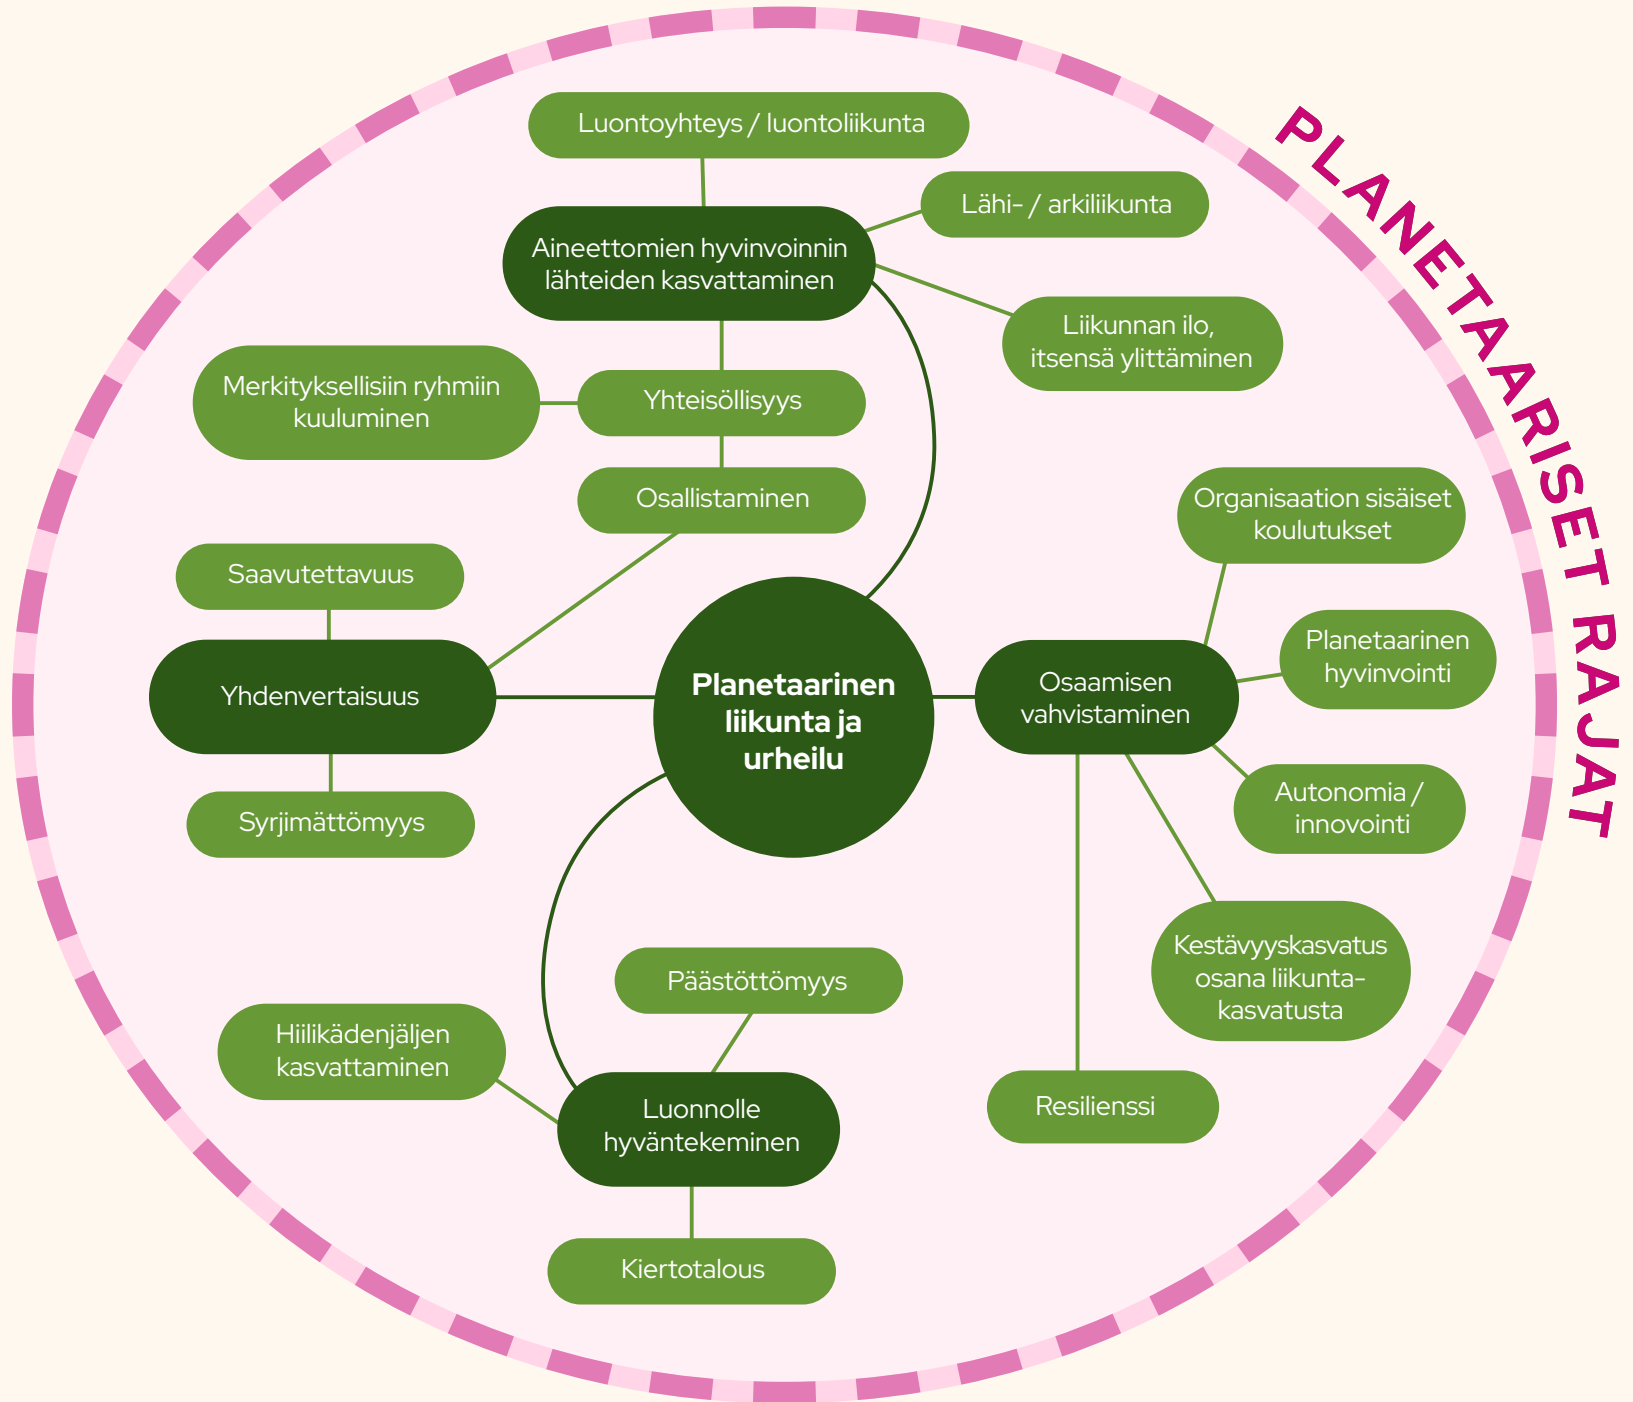 PLANETAARISET RAJAT
Luontoyhteys / luontoliikunta
Lähi- / arkiliikunta
Aineettomien hyvinvoinnin
lähteiden kasvattaminen
Liikunnan ilo,
itsensä ylittäminen
Merkityksellisiin ryhmiin
kuuluminen
Yhteisöllisyys
Osallistaminen
Organisaation sisäiset
koulutukset
Saavutettavuus
Yhdenvertaisuus
Syrjimättömyys
Planetaarinen
liikunta ja
urheilu
Osaamisen
vahvistaminen
Planetaarinen
hyvinvointi
Autonomia /
innovointi
Kestävyyskasvatus
osana liikunta-
kasvatusta
Resilienssi
Päästöttömyys
Hiilikädenjäljen
kasvattaminen
Luonnolle
hyväntekeminen
Kiertotalous